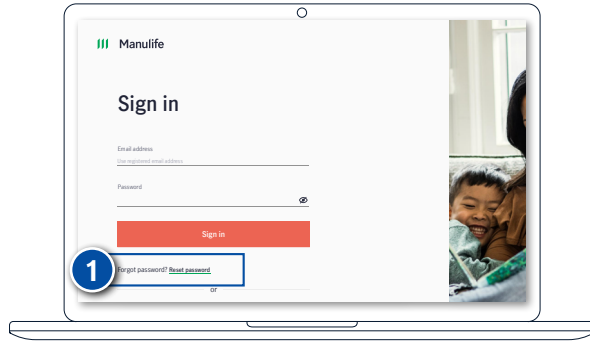 Manulife
Sign in
Email address
Use registered email address
Password
Sign in
1
Forgot password? Reset password
or